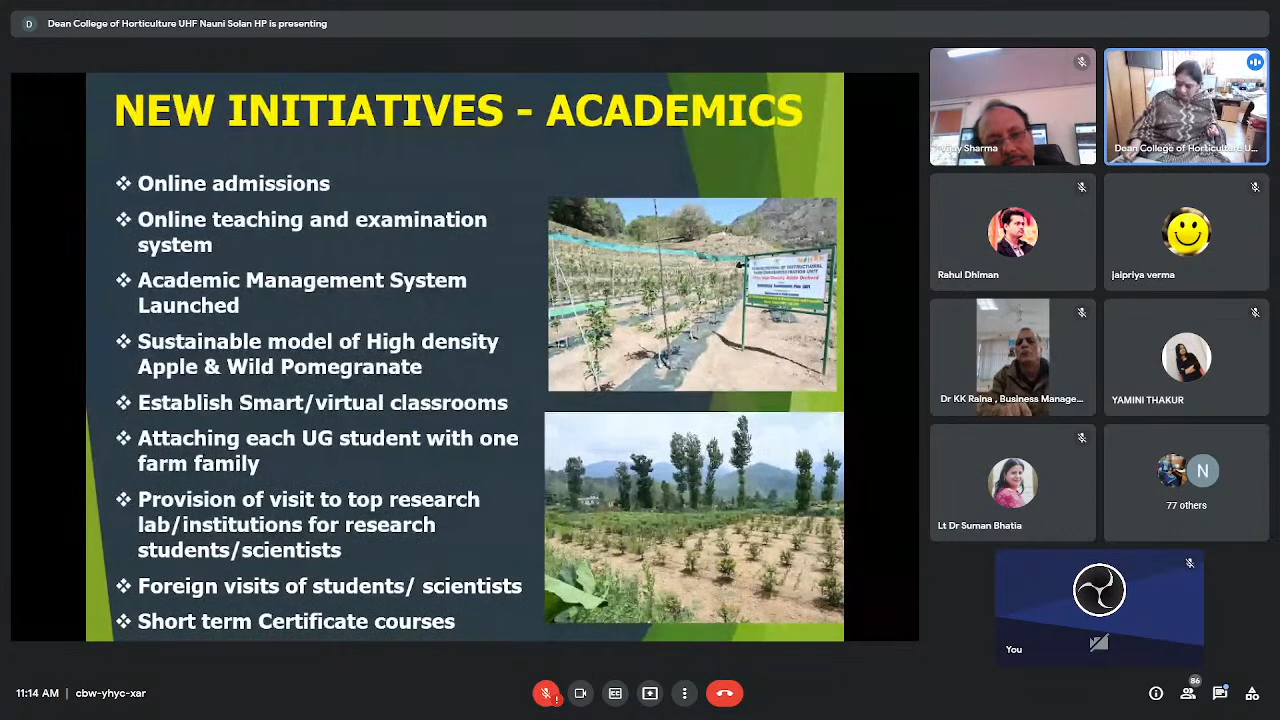 D Dean College of Horticulture UHF Nauni Solan HP is presenting
NEW INITIATIVES - ACADEMICS
❖ Online admissions
❖ Online teaching and examination
system
❖ Academic Management System
Launched
❖ Sustainable model of High density
Apple & Wild Pomegranate
❖ Establish Smart/virtual classrooms
❖ Attaching each UG student with one
farm family
❖ Provision of visit to top research
lab/institutions for research
students/scientists
❖ Foreign visits of students/ scientists
❖ Short term Certificate courses
Vijay Sharma
Dean College of Horticulture U...
Rahul Dhiman
jaipriya verma
Dr KK Raina , Business Manage...
YAMINI THAKUR
Lt Dr Suman Bhatia
N
77 others
You
11:14 AM | cbw-yhyc-xar
86